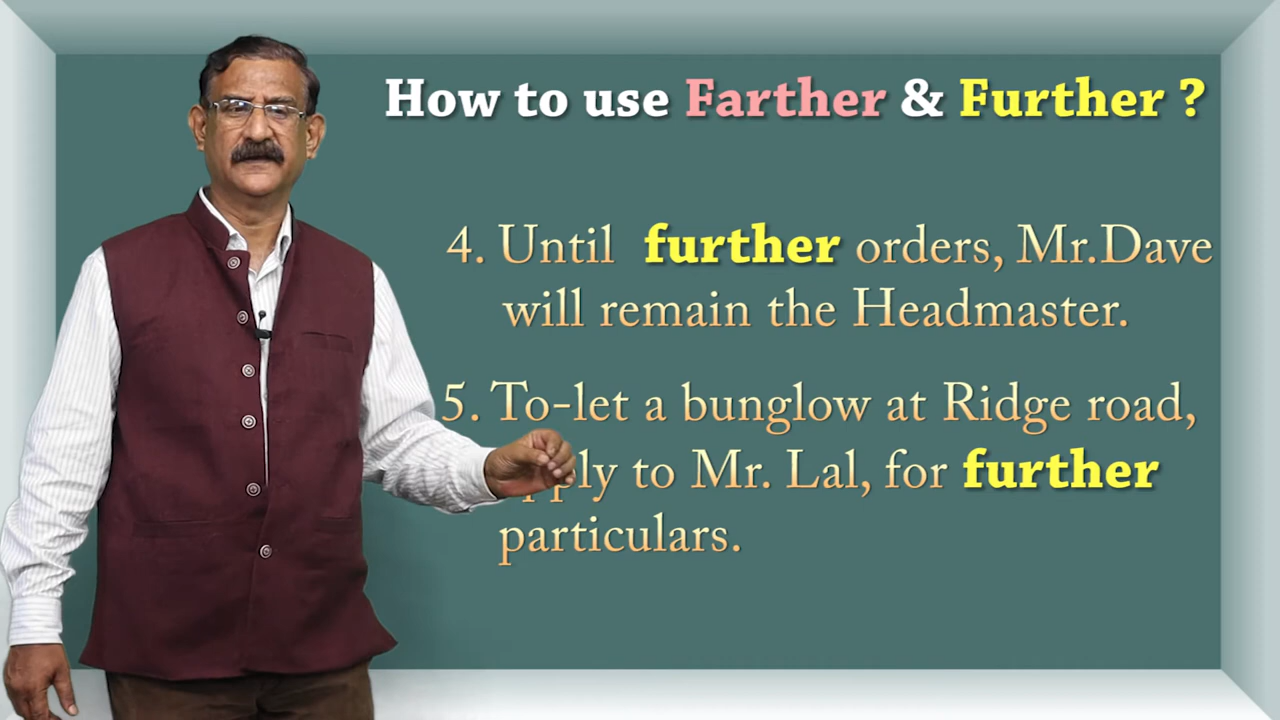 How to use Farther & Further ?
4. Until further orders, Mr.Dave
will remain the Headmaster.
5. To-let a bunglow at Ridge road,
to Mr. Lal, for further
particulars.